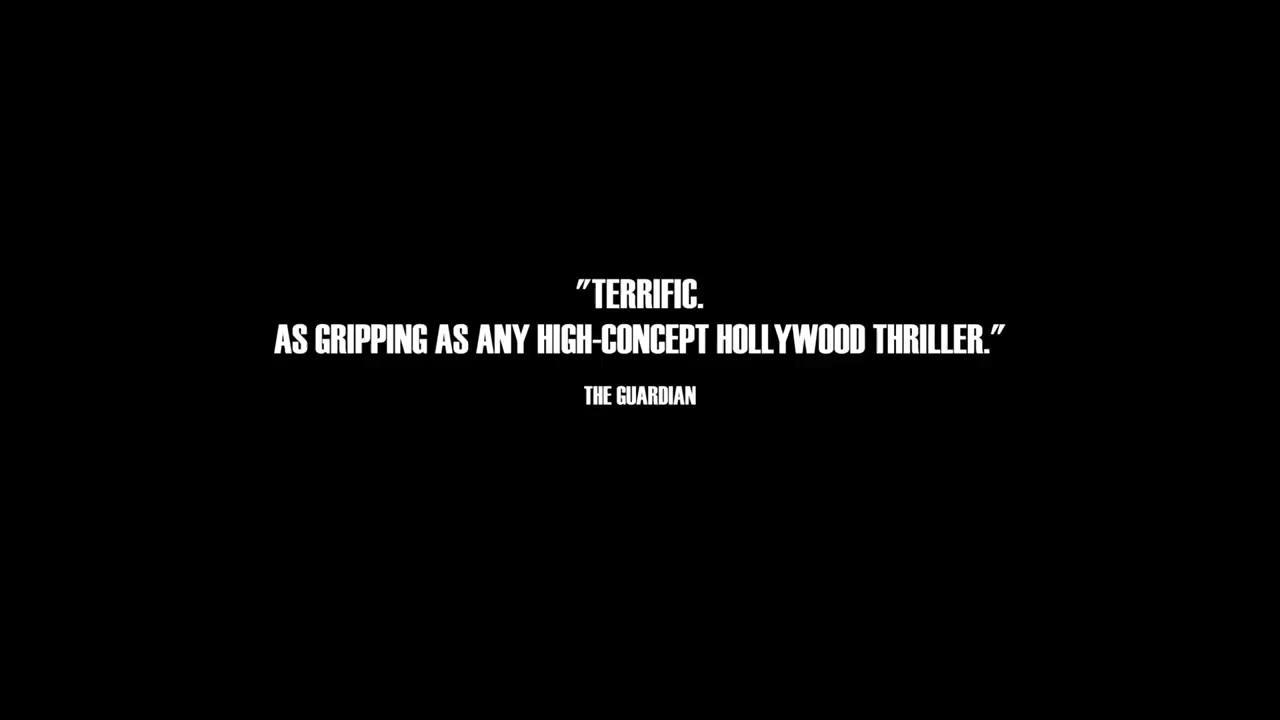 "TERRIFIC.
AS GRIPPING AS ANY HIGH-CONCEPT HOLLYWOOD THRILLER."
THE GUARDIAN